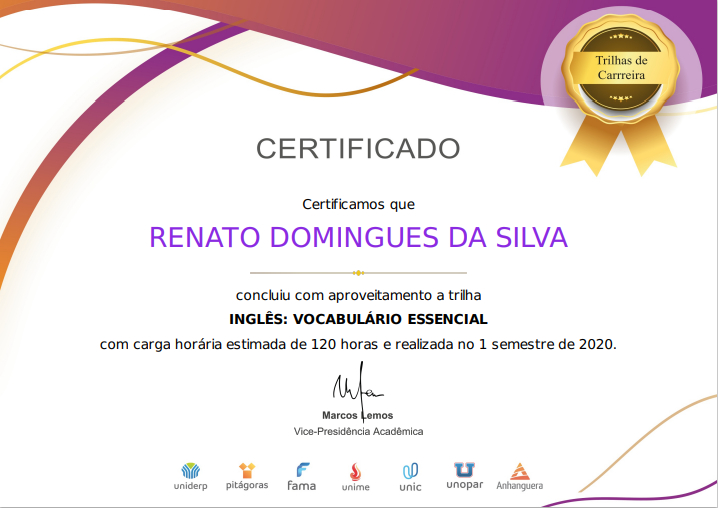 Trilhas de
Carrreira
CERTIFICADO
Certificamos que
RENATO DOMINGUES DA SILVA
concluiu com aproveitamento a trilha
INGLÊS: VOCABULÁRIO ESSENCIAL
com carga horária estimada de 120 horas e realizada no 1 semestre de 2020.
Marcos Lemos
Vice-Presidência Acadêmica
uniderp pitágoras fama unime unic unopar Anhanguera